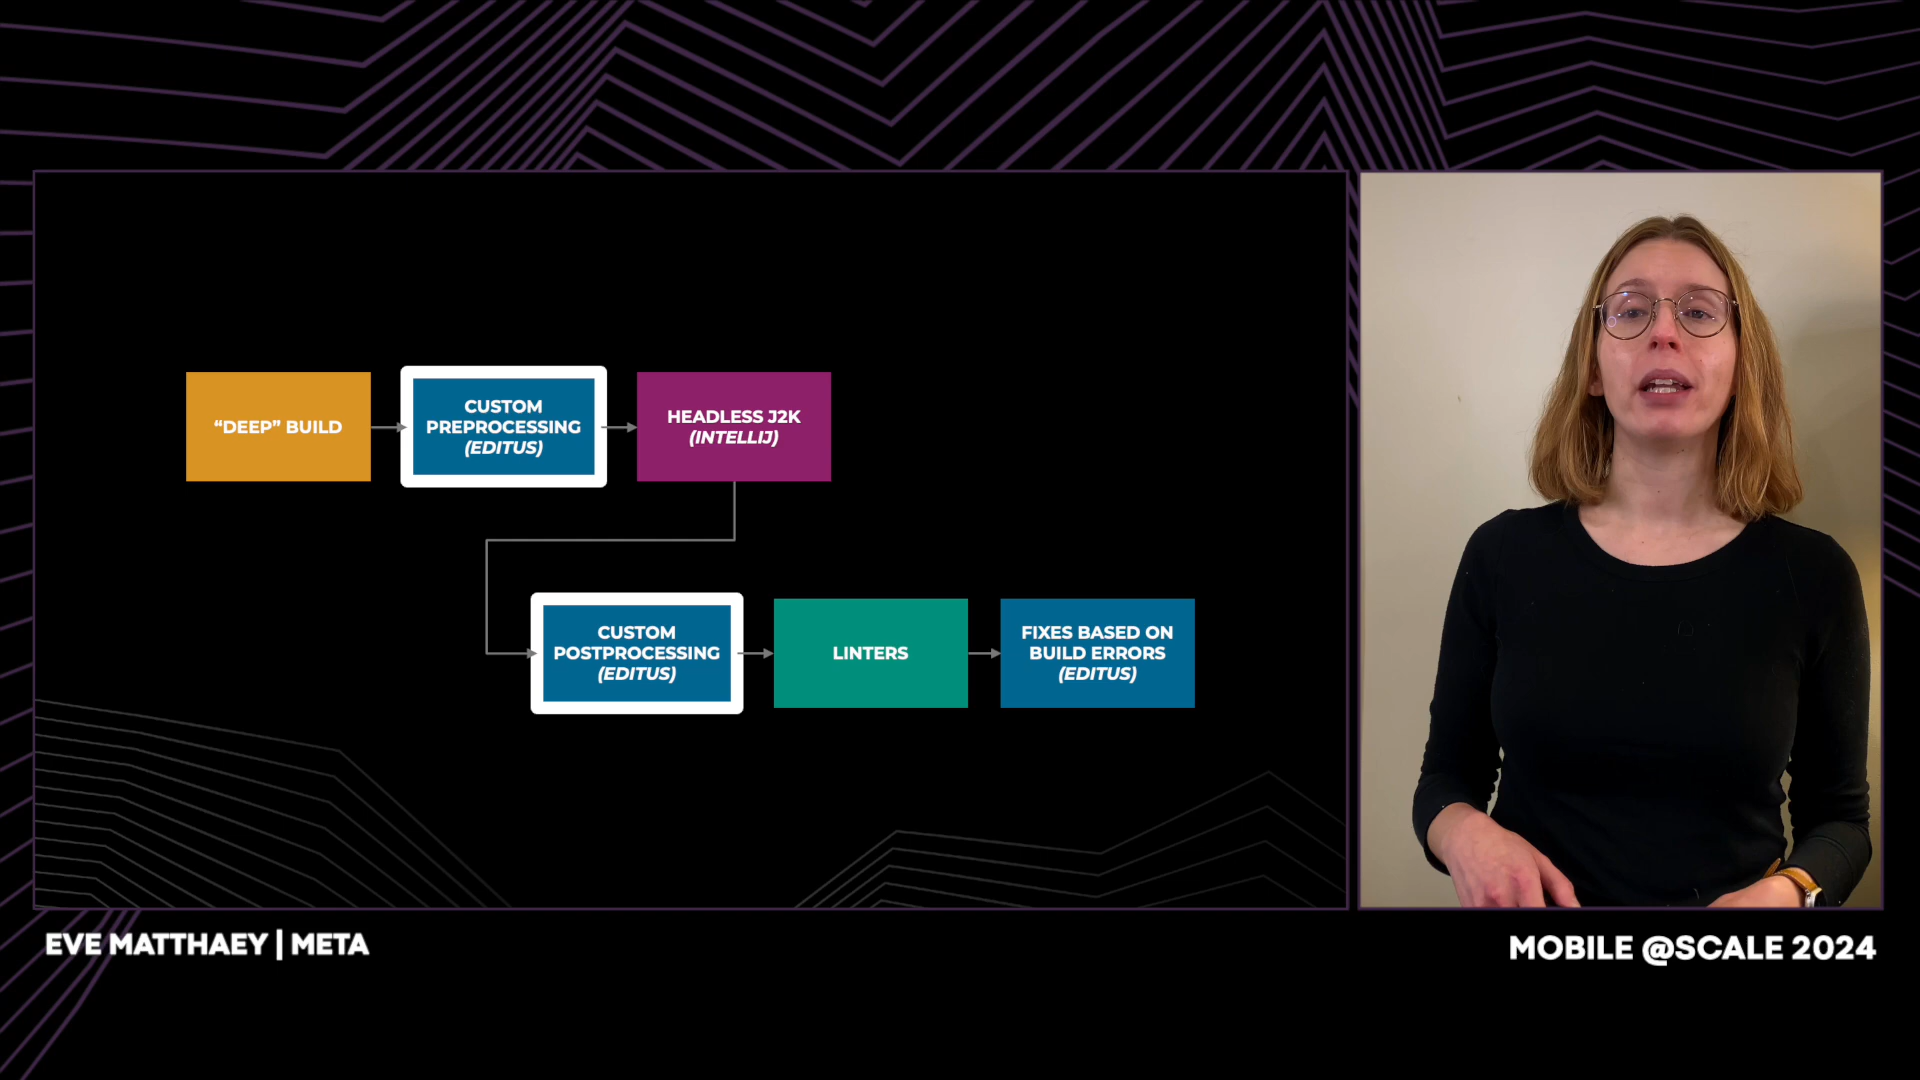 “DEEP” BUILD
CUSTOM
PREPROCESSING
(EDITUS)
HEADLESS J2K
(INTELLIJ)
CUSTOM
POSTPROCESSING
(EDITUS)
LINTERS
FIXES BASED ON
BUILD ERRORS
(EDITUS)
EVE MATTHAEY | META
MOBILE @SCALE 2024